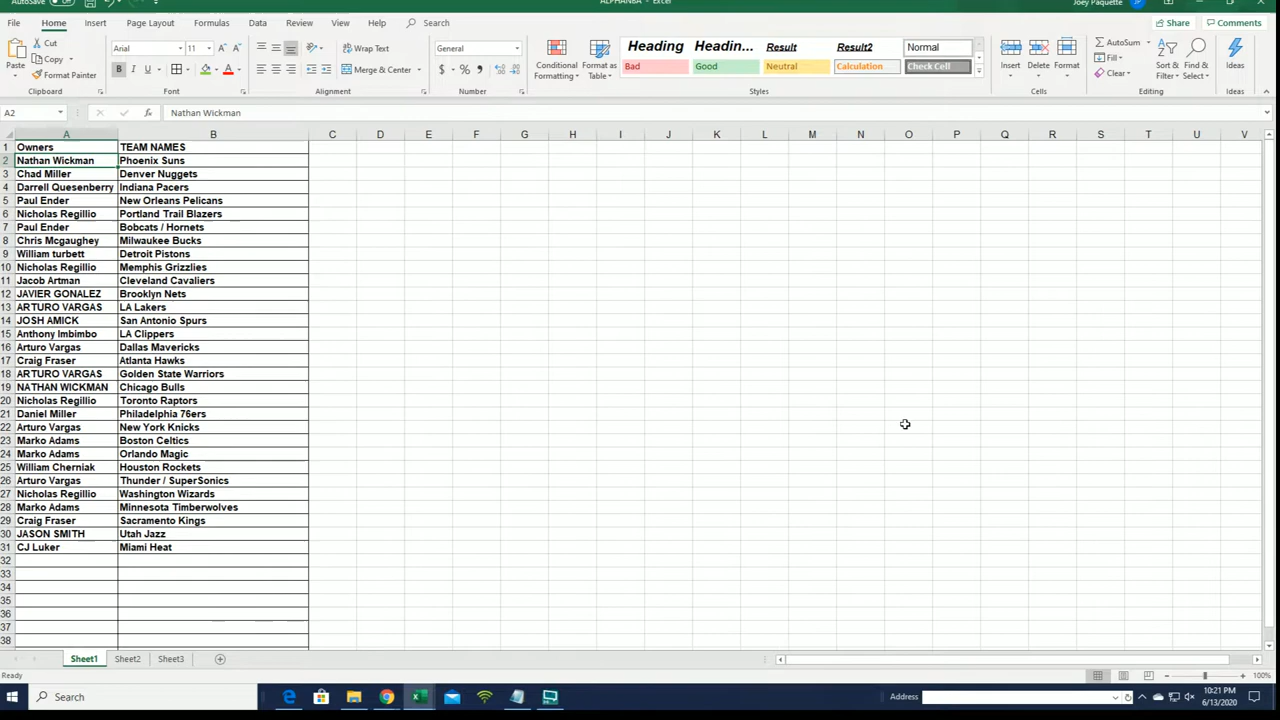 AutoSave Off ALPHANBA - Excel Joey Paquette JP
File Home Insert Page Layout Formulas Data Review View Help Search Share Comments
Paste Cut Copy Format Painter Clipboard
Arial 11 B I U Font
Wrap Text Merge & Center Alignment
General $ % Number
Conditional Formatting Format as Table
Heading Headin... Result Result2 Normal
Bad Good Neutral Calculation Check Cell
Styles
Insert Delete Format Cells
AutoSum Fill Clear Sort & Filter Find & Select Editing
Ideas Ideas
A2 Nathan Wickman
A B C D E F G H I J K L M N O P Q R S T U V
1 Owners TEAM NAMES
2 Nathan Wickman Phoenix Suns
3 Chad Miller Denver Nuggets
4 Darrell Quesenberry Indiana Pacers
5 Paul Ender New Orleans Pelicans
6 Nicholas Regillio Portland Trail Blazers
7 Paul Ender Bobcats / Hornets
8 Chris Mcgaughey Milwaukee Bucks
9 William turbett Detroit Pistons
10 Nicholas Regillio Memphis Grizzlies
11 Jacob Artman Cleveland Cavaliers
12 JAVIER GONALEZ Brooklyn Nets
13 ARTURO VARGAS LA Lakers
14 JOSH AMICK San Antonio Spurs
15 Anthony Imbimbo LA Clippers
16 Arturo Vargas Dallas Mavericks
17 Craig Fraser Atlanta Hawks
18 ARTURO VARGAS Golden State Warriors
19 NATHAN WICKMAN Chicago Bulls
20 Nicholas Regillio Toronto Raptors
21 Daniel Miller Philadelphia 76ers
22 Arturo Vargas New York Knicks
23 Marko Adams Boston Celtics
24 Marko Adams Orlando Magic
25 William Cherniak Houston Rockets
26 Arturo Vargas Thunder / SuperSonics
27 Nicholas Regillio Washington Wizards
28 Marko Adams Minnesota Timberwolves
29 Craig Fraser Sacramento Kings
30 JASON SMITH Utah Jazz
31 CJ Luker Miami Heat
32
33
34
35
36
37
38
Sheet1 Sheet2 Sheet3
Ready 100%
Search Address 10:21 PM
6/13/2020